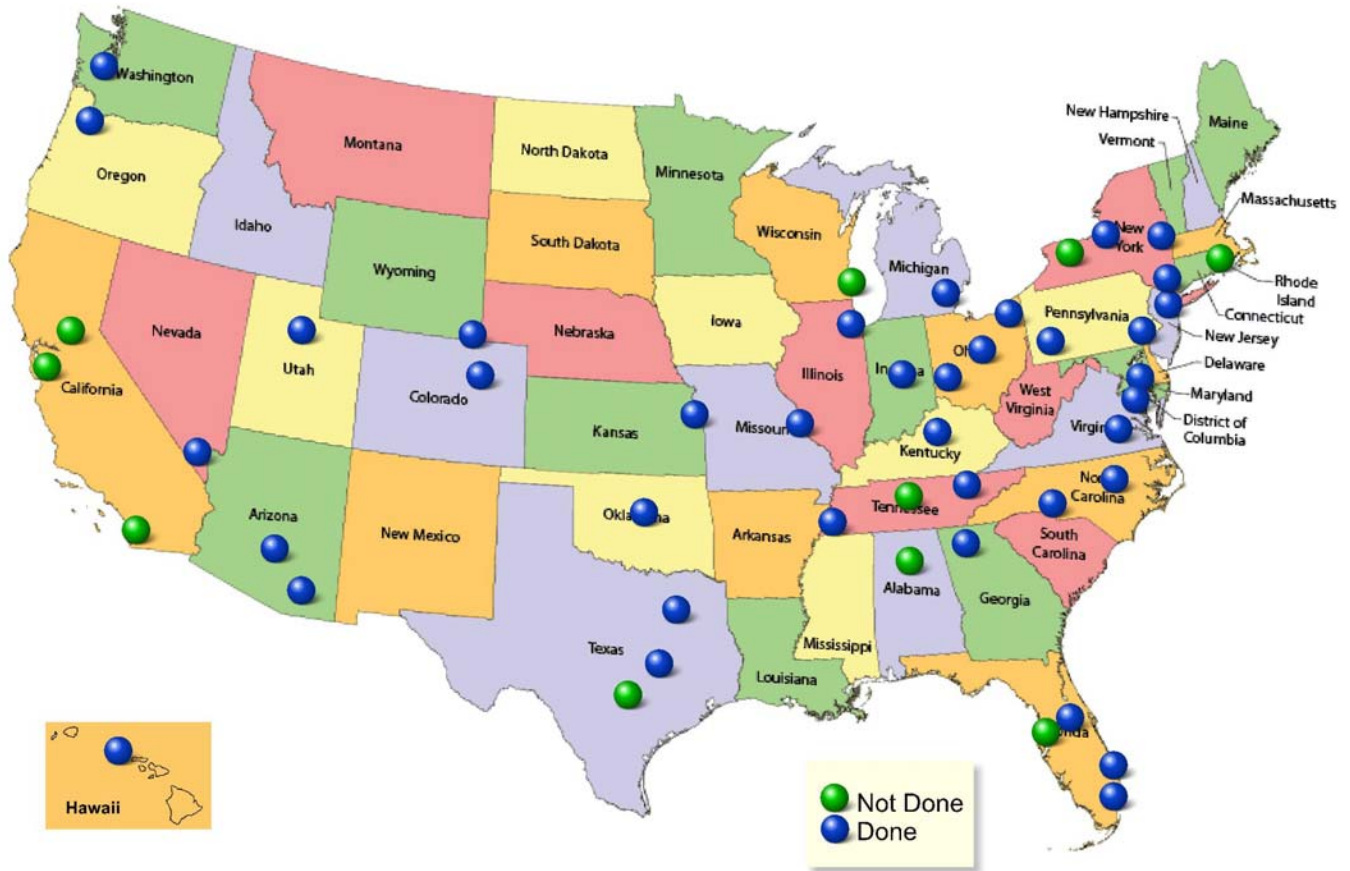 Washington
Oregon
Idaho
Montana
North Dakota
South Dakota
Minnesota
Wisconsin
Michigan
New Hampshire
Vermont
Maine
Massachusetts
New
York
Rhode
Island
Connecticut
New Jersey
Pennsylvania
Delaware
Maryland
District of
Columbia
Wyoming
Nebraska
Iowa
Nevada
Utah
Colorado
California
Kansas
Missouri
Illinois
Indiana
Ohio
West
Virginia
Virginia
Kentucky
Tennessee
North
Carolina
South
Carolina
Arizona
New Mexico
Oklahoma
Arkansas
Texas
Louisiana
Mississippi
Alabama
Georgia
Hawaii
Not Done
Done